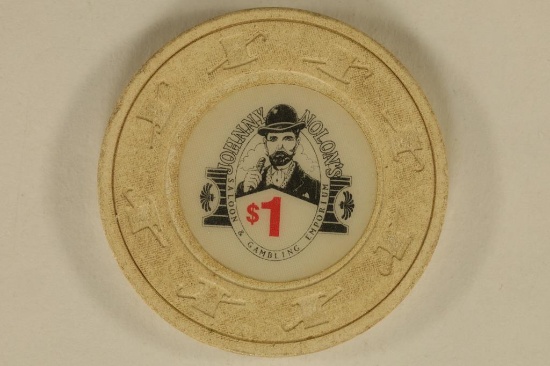 JOHNNY NOLON'S
SALOON & GAMBLING EMPORIUM
$1